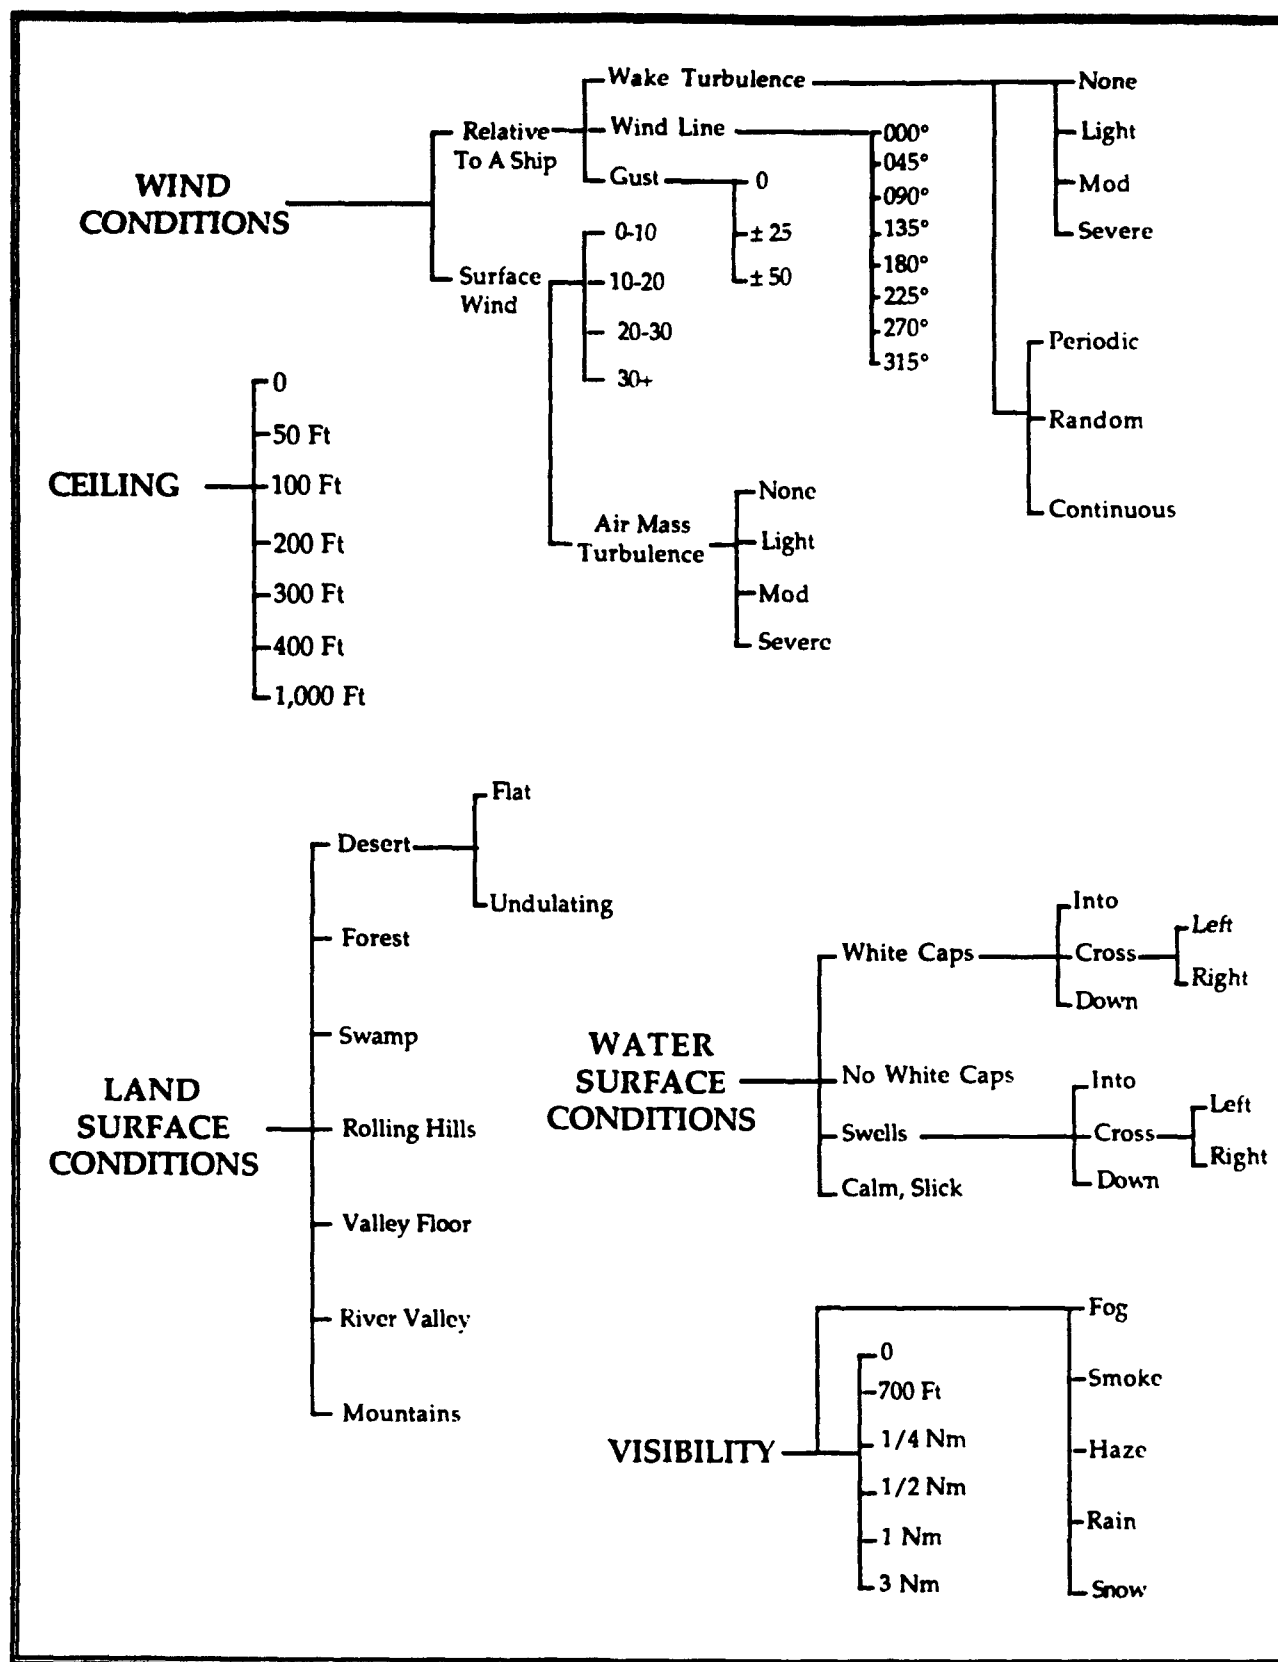 WIND
CONDITIONS
Relative
To A Ship
Wake Turbulence
None
Light
Mod
Severe
Periodic
Random
Continuous
Wind Line
000°
045°
090°
135°
180°
225°
270°
315°
Gust
0
± 25
± 50
Surface
Wind
0-10
10-20
20-30
30+
Air Mass
Turbulence
None
Light
Mod
Severe
CEILING
0
50 Ft
100 Ft
200 Ft
300 Ft
400 Ft
1,000 Ft
LAND
SURFACE
CONDITIONS
Desert
Flat
Undulating
Forest
Swamp
Rolling Hills
Valley Floor
River Valley
Mountains
WATER
SURFACE
CONDITIONS
White Caps
Into
Cross
Left
Right
Down
No White Caps
Swells
Into
Cross
Left
Right
Down
Calm, Slick
VISIBILITY
0
700 Ft
1/4 Nm
1/2 Nm
1 Nm
3 Nm
Fog
Smoke
Haze
Rain
Snow